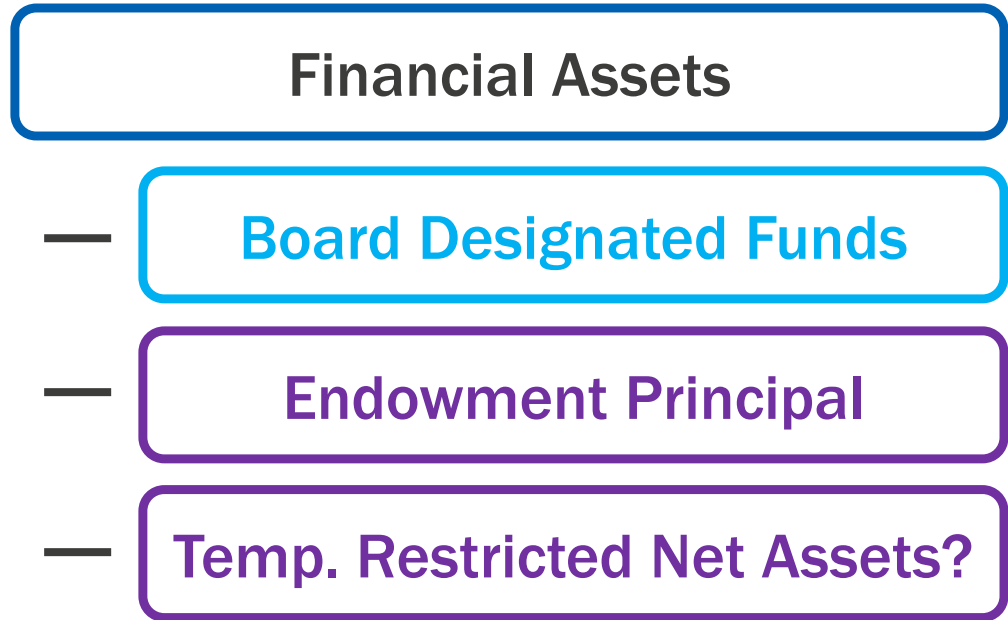 Financial Assets
— Board Designated Funds
— Endowment Principal
— Temp. Restricted Net Assets?